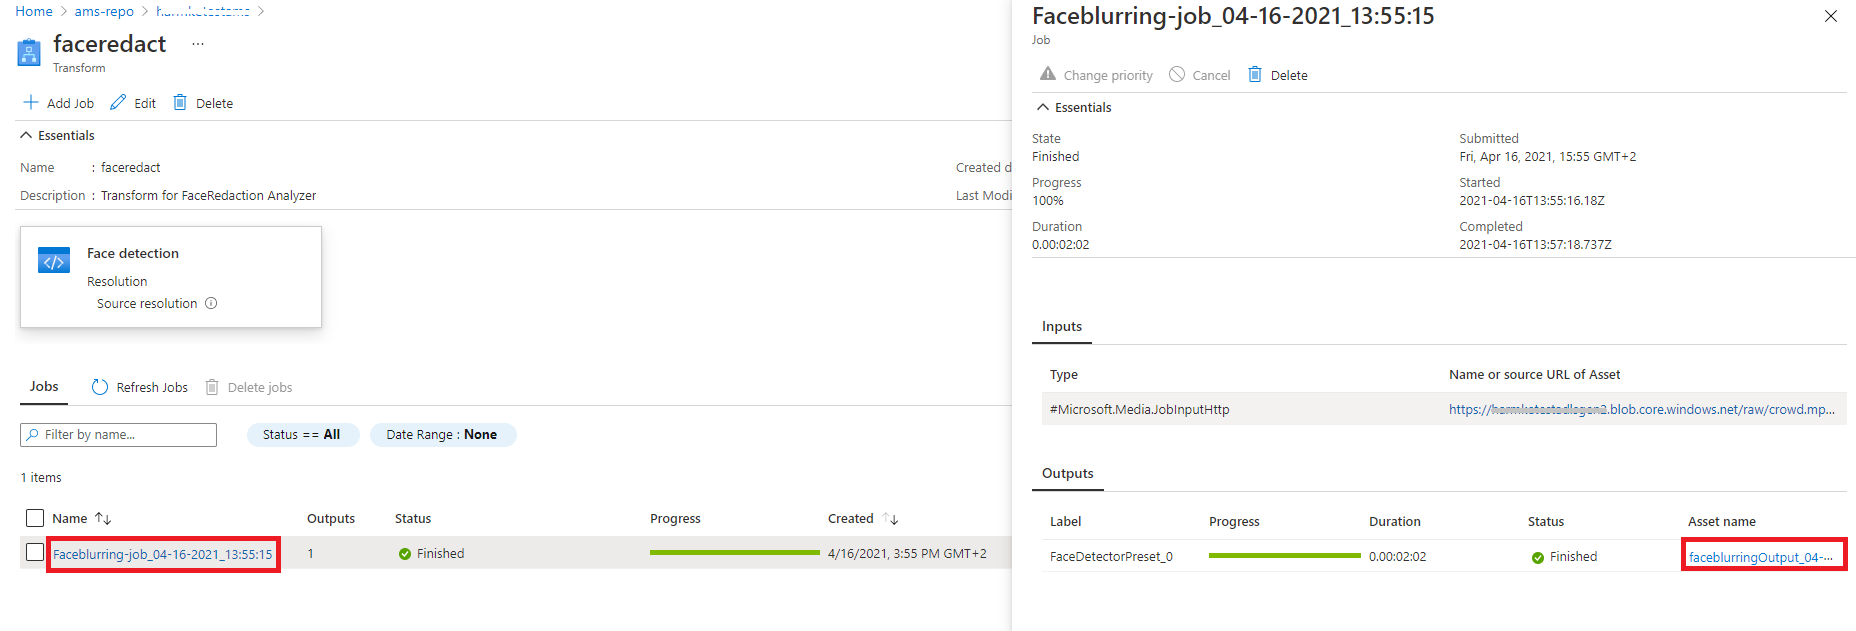 Home > ams-repo >
faceredact ...
Transform
Add Job Edit Delete
Essentials
Name : faceredact
Created d
Description : Transform for FaceRedaction Analyzer
Last Modi
Face detection
Resolution
Source resolution
Jobs Refresh Jobs Delete jobs
Filter by name...
Status == All
Date Range : None
1 items
Name Outputs Status Progress Created
Faceblurring-job_04-16-2021_13:55:15 1 Finished 4/16/2021, 3:55 PM GMT+2
Faceblurring-job_04-16-2021_13:55:15
Job
Change priority Cancel Delete
Essentials
State
Finished
Progress
100%
Duration
0.00:02:02
Submitted
Fri, Apr 16, 2021, 15:55 GMT+2
Started
2021-04-16T13:55:16.18Z
Completed
2021-04-16T13:57:18.737Z
Inputs
Type Name or source URL of Asset
#Microsoft.Media.JobInputHttp https:// .blob.core.windows.net/raw/crowd.mp...
Outputs
Label Progress Duration Status Asset name
FaceDetectorPreset_0 0.00:02:02 Finished faceblurringOutput_04-...